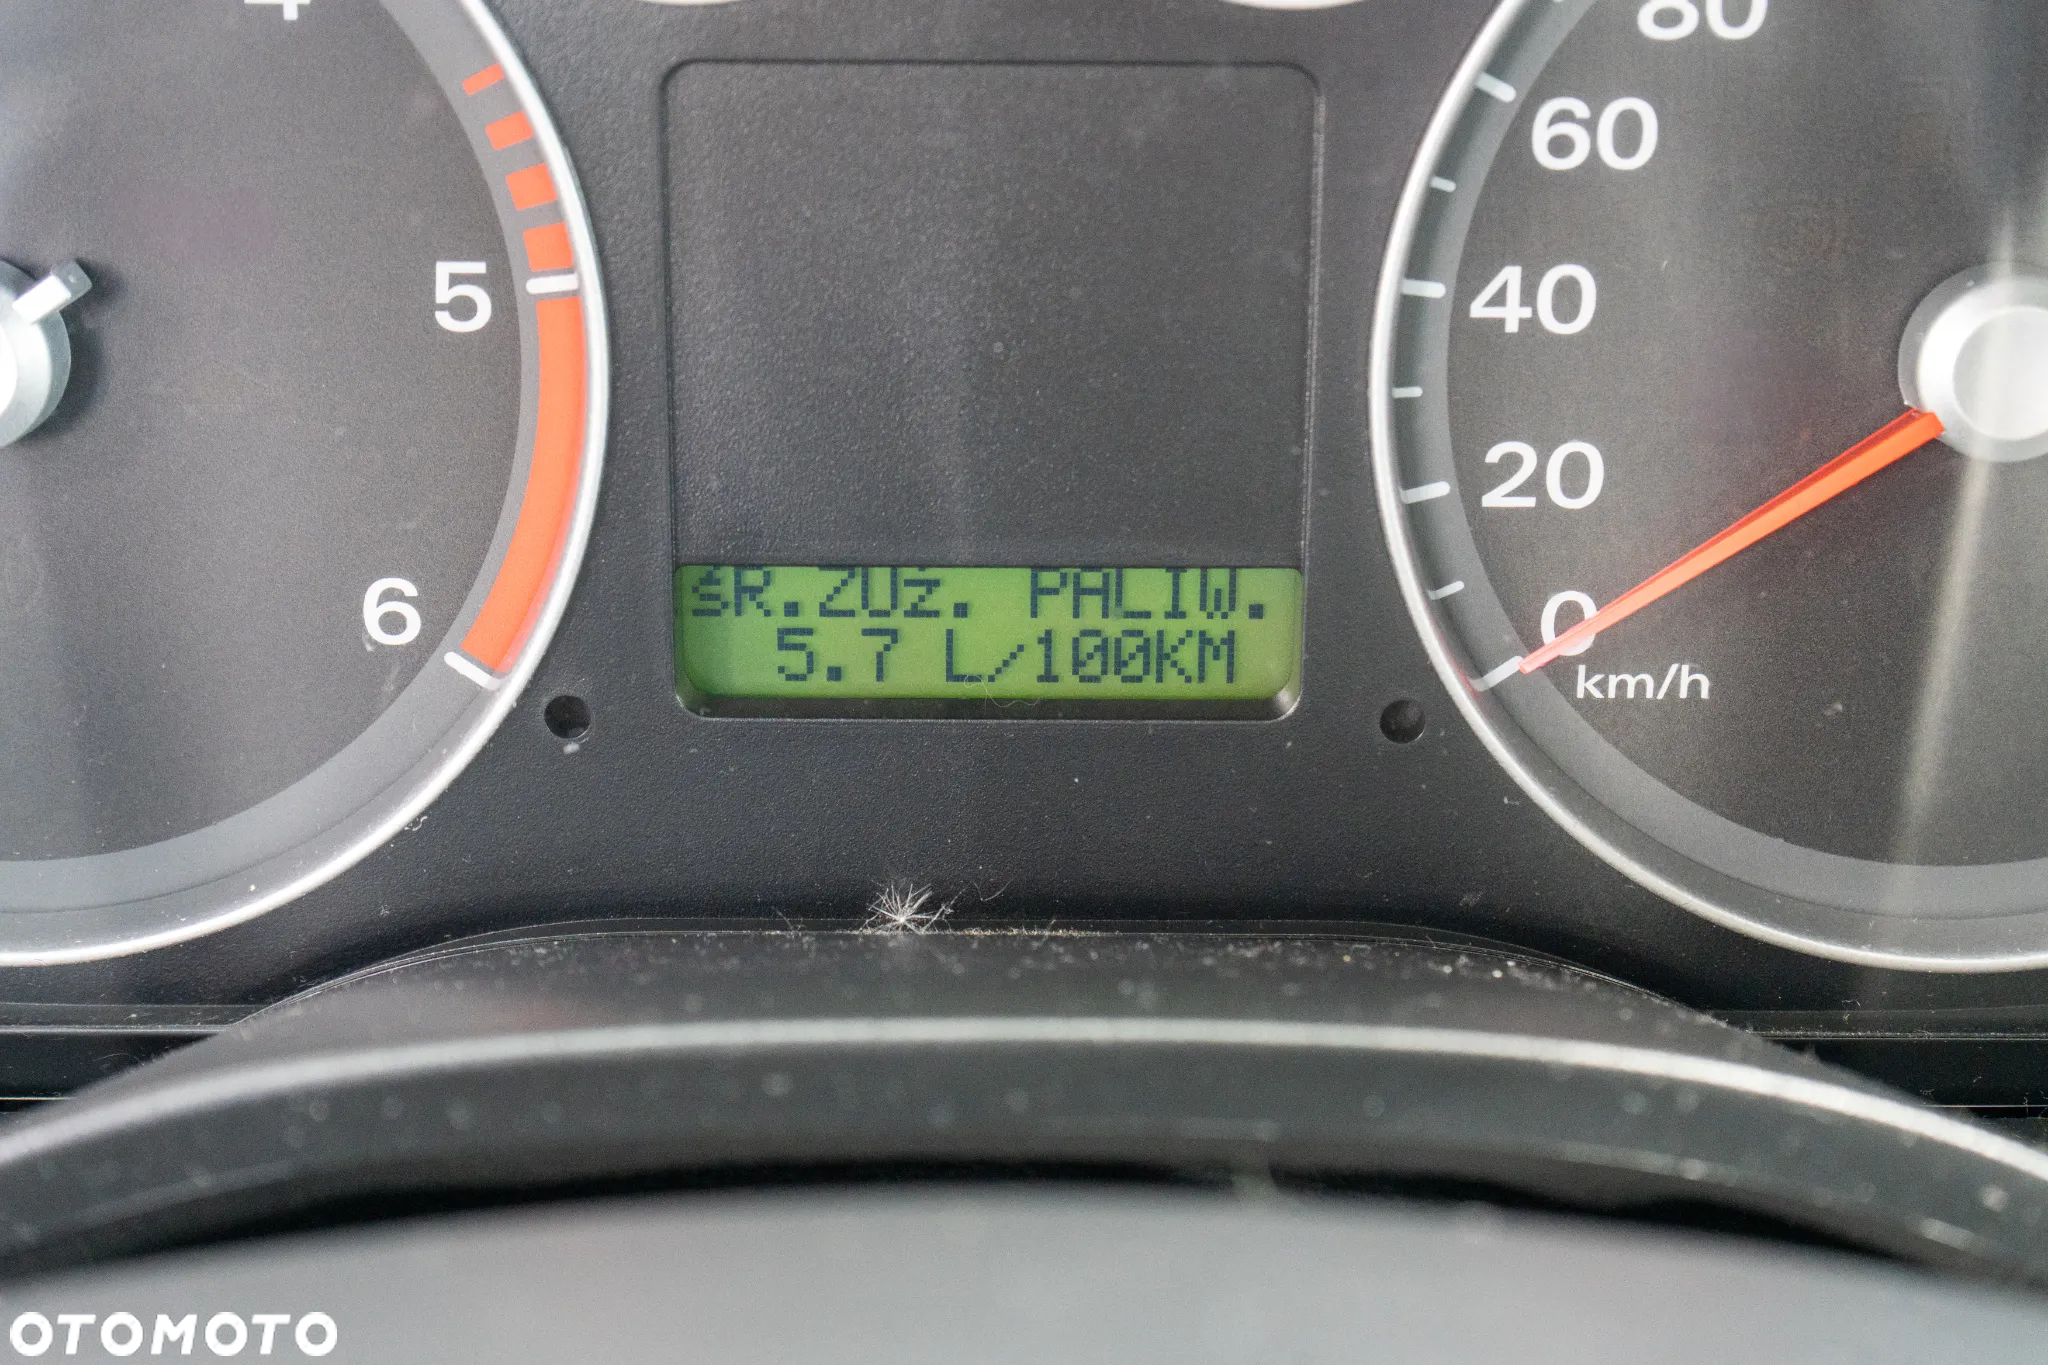 4
5
6
śR.ZUż. PALIW.
5.7 L/100KM
80
60
40
20
0
km/h
OTOMOTO